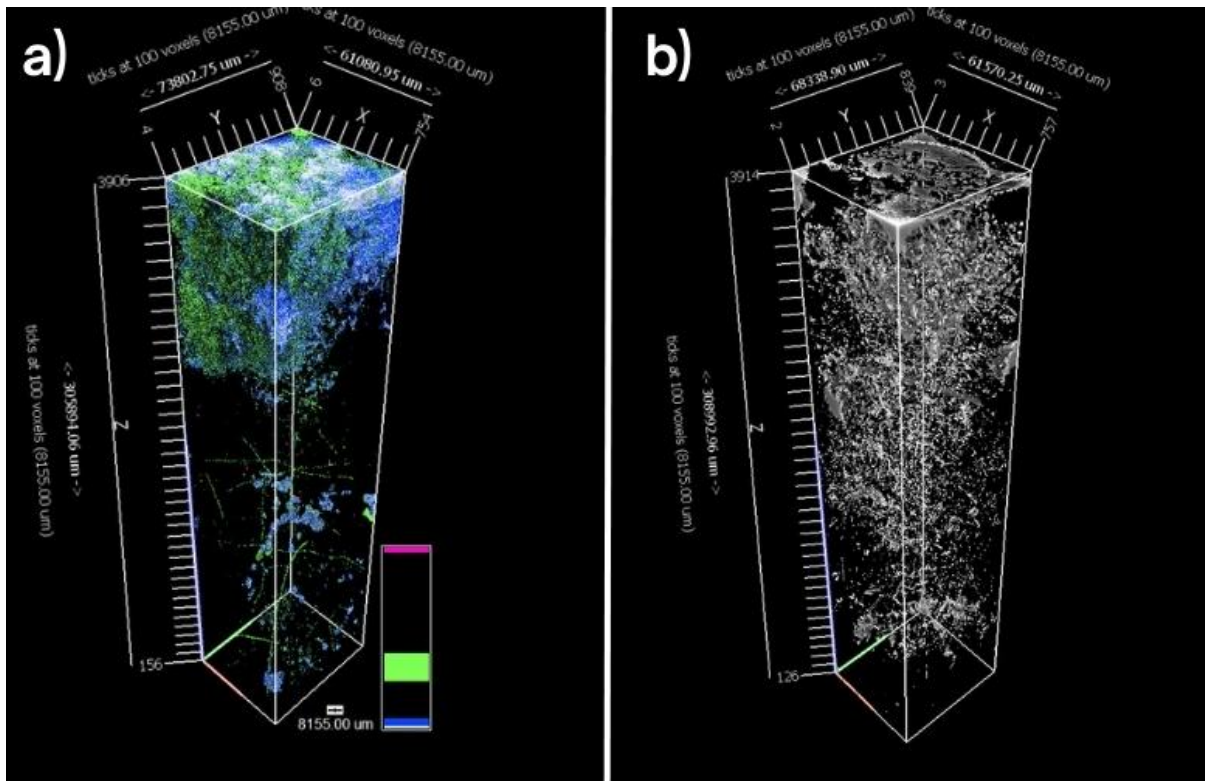 a)
ticks at 100 voxels (8155.00 um)
<- 73802.75 um ->
4
Y
908
ticks at 100 voxels (8155.00 um)
<- 61080.95 um ->
9
X
754
3906
Z
156
<- 305894.06 um ->
ticks at 100 voxels (8155.00 um)
8155.00 um
b)
ticks at 100 voxels (8155.00 um)
<- 68338.90 um ->
2
Y
839
ticks at 100 voxels (8155.00 um)
<- 61570.25 um ->
3
X
757
3914
Z
126
<- 308992.96 um ->
ticks at 100 voxels (8155.00 um)